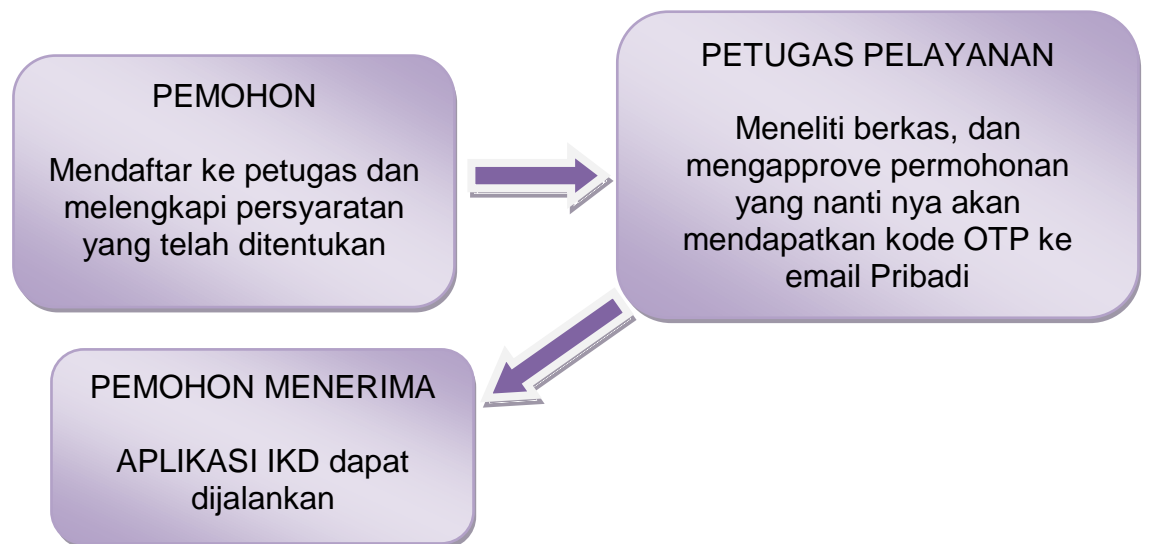 PEMOHON
Mendaftar ke petugas dan
melengkapi persyaratan
yang telah ditentukan
PETUGAS PELAYANAN
Meneliti berkas, dan
mengapprove permohonan
yang nanti nya akan
mendapatkan kode OTP ke
email Pribadi
PEMOHON MENERIMA
APLIKASI IKD dapat
dijalankan